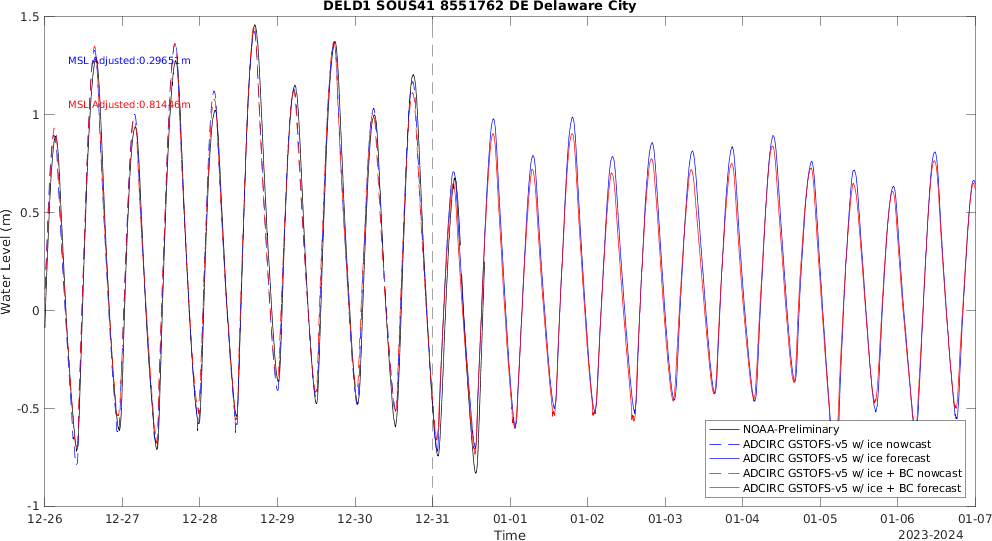 DELD1 SOUS41 8551762 DE Delaware City
1.5
MSL Adjusted:0.29651m
MSL Adjusted:0.81446m
1
0.5
0
-0.5
-1
Water Level (m)
NOAA-Preliminary
ADCIRC GSTOFS-v5 w/ ice nowcast
ADCIRC GSTOFS-v5 w/ ice forecast
ADCIRC GSTOFS-v5 w/ ice + BC nowcast
ADCIRC GSTOFS-v5 w/ ice + BC forecast
12-26 12-27 12-28 12-29 12-30 12-31 01-01 01-02 01-03 01-04 01-05 01-06 01-07
Time
2023-2024